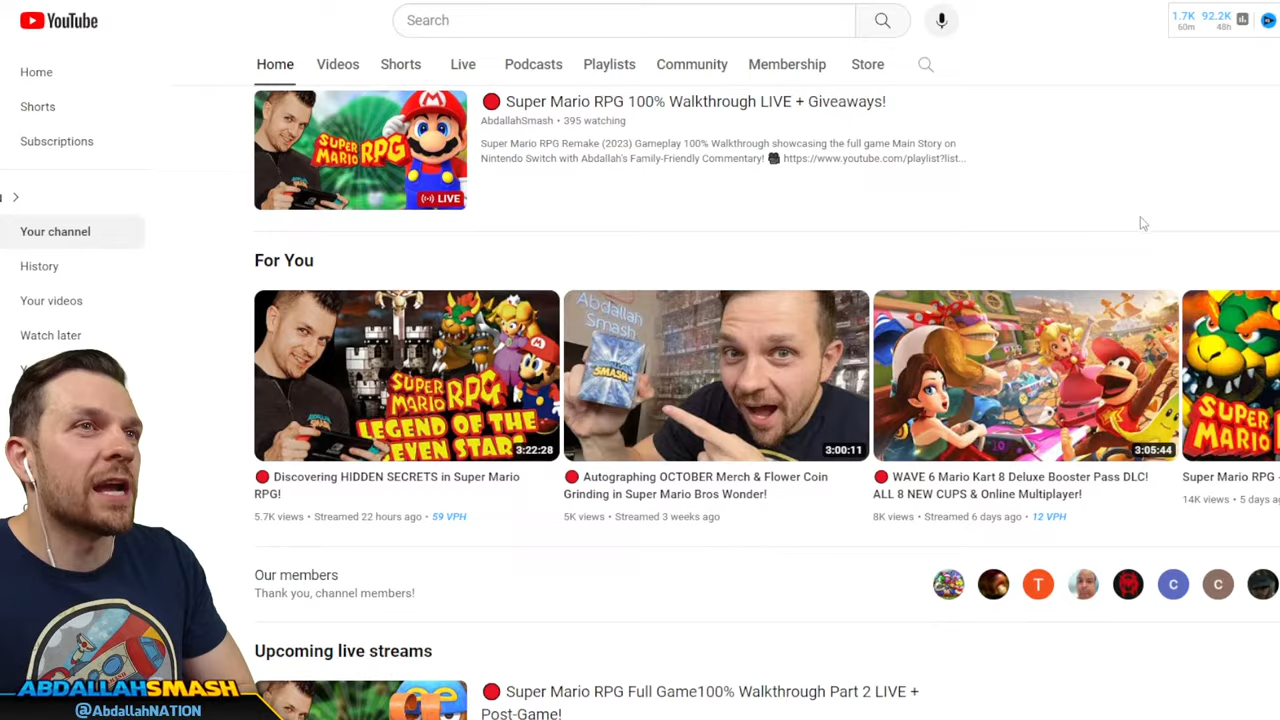 YouTube
Search
1.7K 92.2K
60m 48h
Home Videos Shorts Live Podcasts Playlists Community Membership Store
Home
Shorts
Subscriptions
Your channel
History
Your videos
Watch later
SUPER MARIO RPG
LIVE
🔴 Super Mario RPG 100% Walkthrough LIVE + Giveaways!
AbdallahSmash • 395 watching
Super Mario RPG Remake (2023) Gameplay 100% Walkthrough showcasing the full game Main Story on
Nintendo Switch with Abdallah's Family-Friendly Commentary! https://www.youtube.com/playlist?list...
For You
SUPER MARIO RPG
LEGEND OF THE
SEVEN STARS
3:22:28
🔴 Discovering HIDDEN SECRETS in Super Mario
RPG!
5.7K views • Streamed 22 hours ago • 59 VPH
Abdallah
Smash
SMASH
3:00:11
🔴 Autographing OCTOBER Merch & Flower Coin
Grinding in Super Mario Bros Wonder!
5K views • Streamed 3 weeks ago
3:05:44
🔴 WAVE 6 Mario Kart 8 Deluxe Booster Pass DLC!
ALL 8 NEW CUPS & Online Multiplayer!
8K views • Streamed 6 days ago • 12 VPH
SUPER
MARIO
Super Mario RPG
14K views • 5 days ag
Our members
Thank you, channel members!
T
C
C
Upcoming live streams
🔴 Super Mario RPG Full Game100% Walkthrough Part 2 LIVE +
Post-Game!
ABDALLAHSMASH
@AbdallahNATION